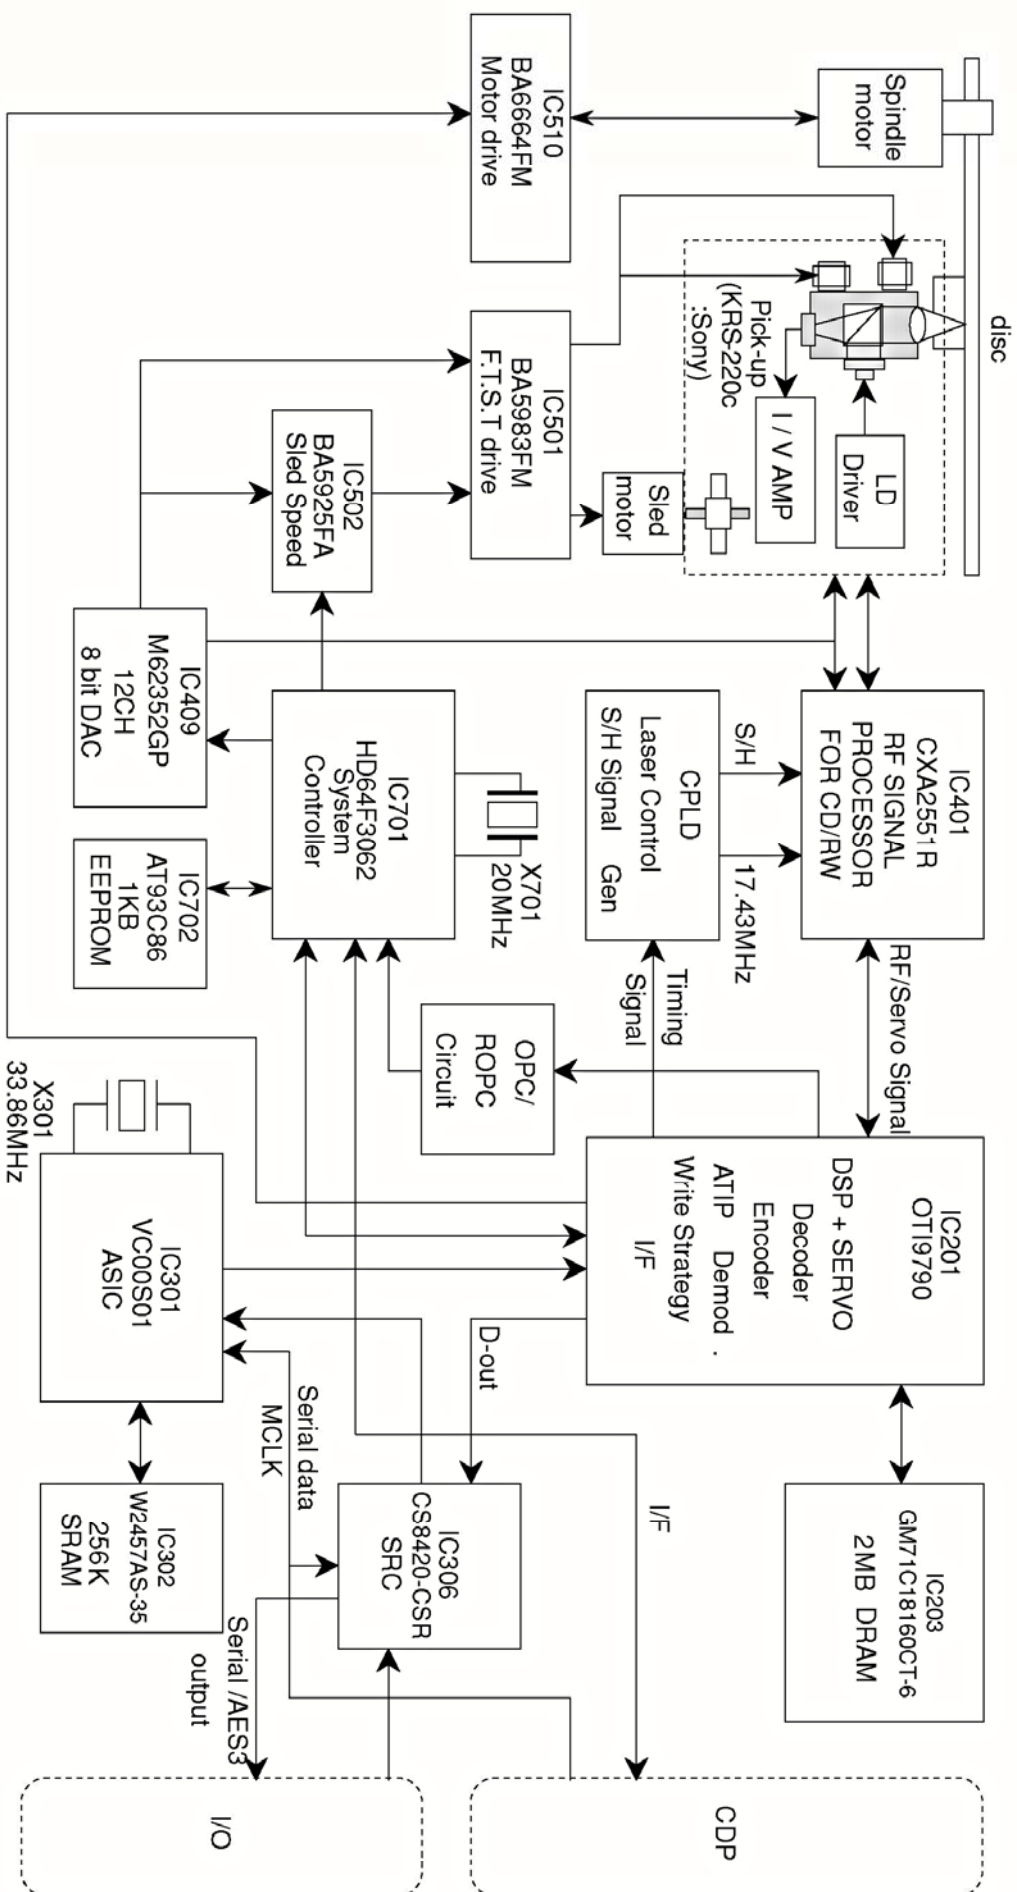 disc
Spindle
motor
IC510
BA6664FM
Motor drive
Pick-up
(KRS-220c
:Sony)
LD
Driver
I / V AMP
Sled
motor
IC501
BA5983FM
F.T.S.T drive
IC502
BA5925FA
Sled Speed
IC401
CXA2551R
RF SIGNAL
PROCESSOR
FOR CD/RW
S/H
17.43MHz
CPLD
Laser Control
S/H Signal Gen
X701
20MHz
IC701
HD64F3062
System
Controller
IC409
M62352GP
12CH
8 bit DAC
IC702
AT93C86
1KB
EEPROM
RF/Servo Signal
Timing
Signal
OPC/
ROPC
Circuit
X301
33.86MHz
IC201
OTI9790
DSP + SERVO
Decoder
Encoder
ATIP Demod .
Write Strategy
I/F
D-out
IC301
VC00S01
ASIC
Serial data
MCLK
I/F
IC203
GM71C18160CT-6
2MB DRAM
IC306
CS8420-CSR
SRC
IC302
W2457AS-35
256K
SRAM
Serial /AES3
output
CDP
I/O